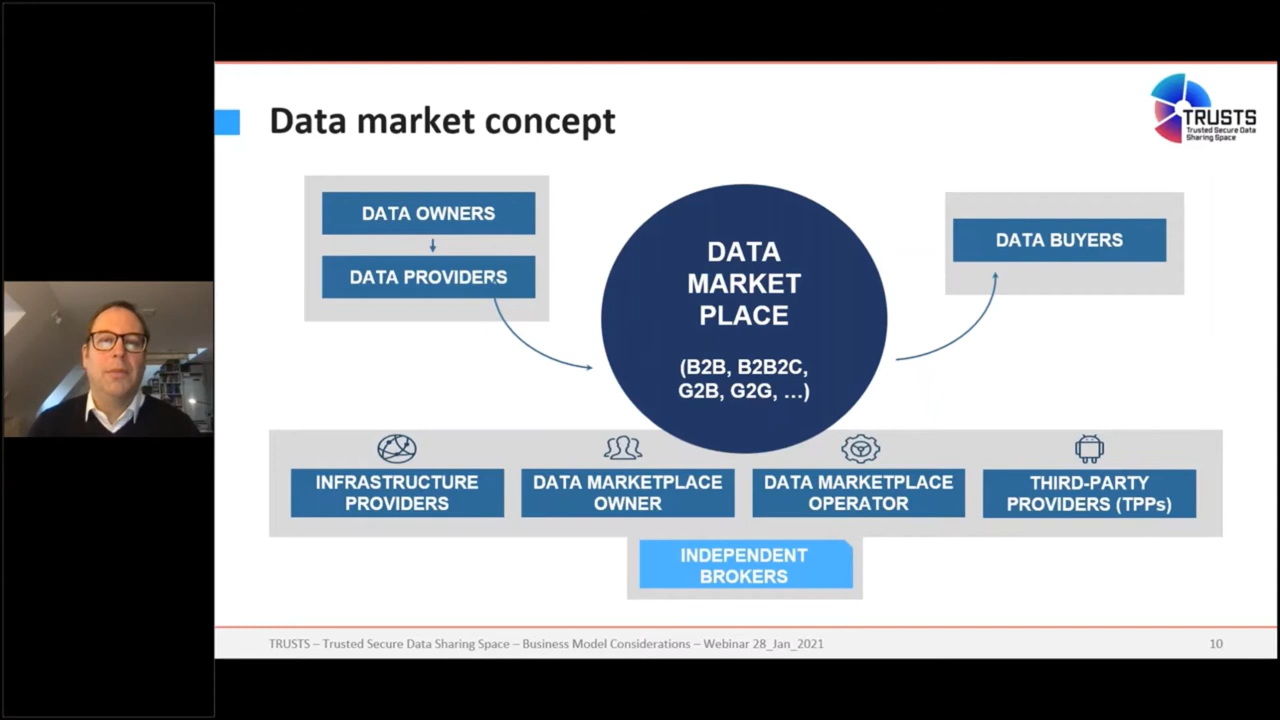 Data market concept
TRUSTS
Trusted Secure Data
Sharing Space
DATA OWNERS
DATA PROVIDERS
DATA
MARKET
PLACE
(B2B, B2B2C,
G2B, G2G, ...)
DATA BUYERS
INFRASTRUCTURE
PROVIDERS
DATA MARKETPLACE
OWNER
DATA MARKETPLACE
OPERATOR
THIRD-PARTY
PROVIDERS (TPPs)
INDEPENDENT
BROKERS
TRUSTS – Trusted Secure Data Sharing Space – Business Model Considerations – Webinar 28_Jan_2021
10